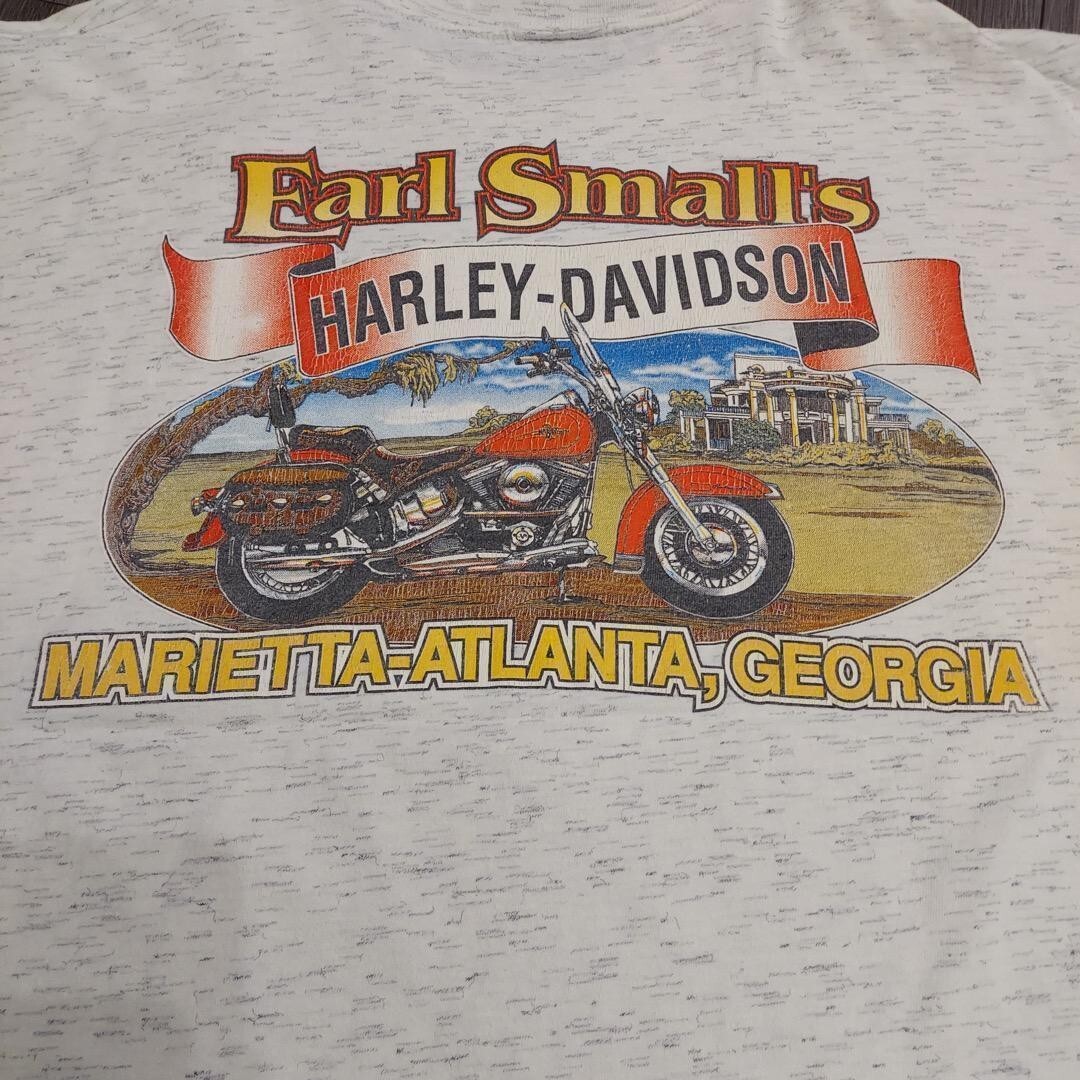 Earl Small's
HARLEY-DAVIDSON
MARIETTA-ATLANTA, GEORGIA